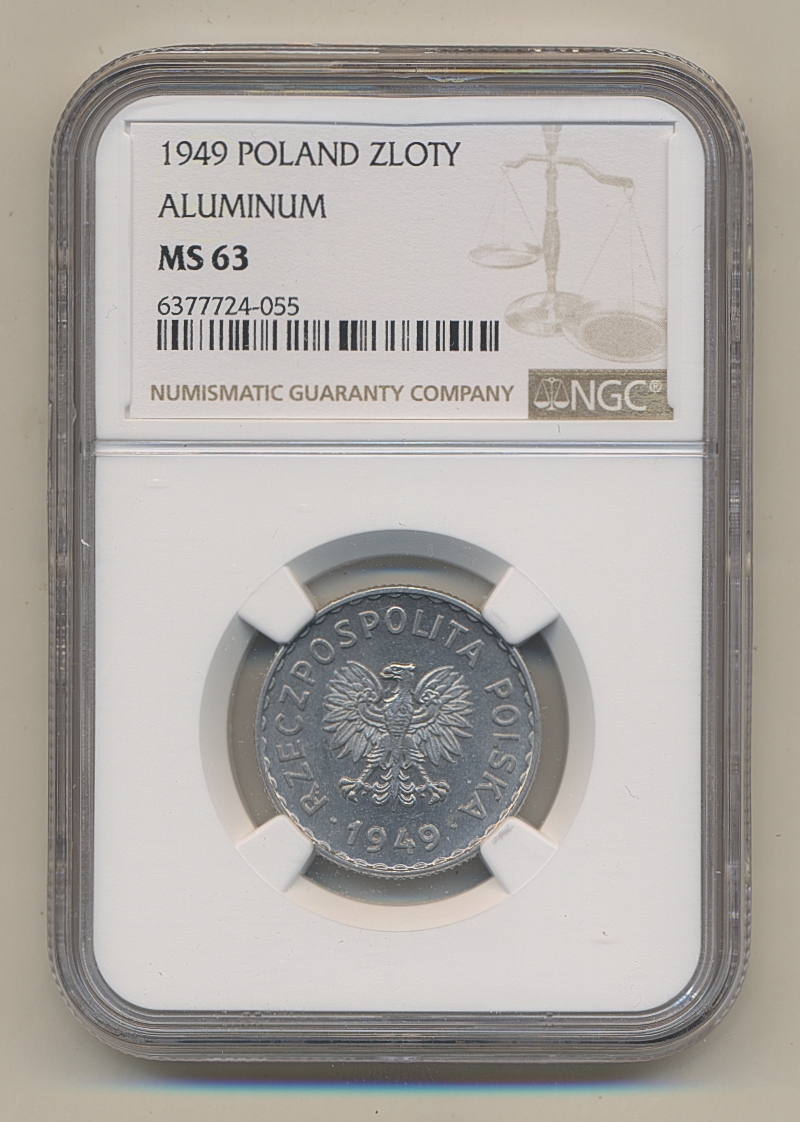 1949 POLAND ZLOTY
ALUMINUM
MS 63
6377724-055
NUMISMATIC GUARANTY COMPANY
NGC®
RZECZPOSPOLITA POLSKA
· 1949 ·